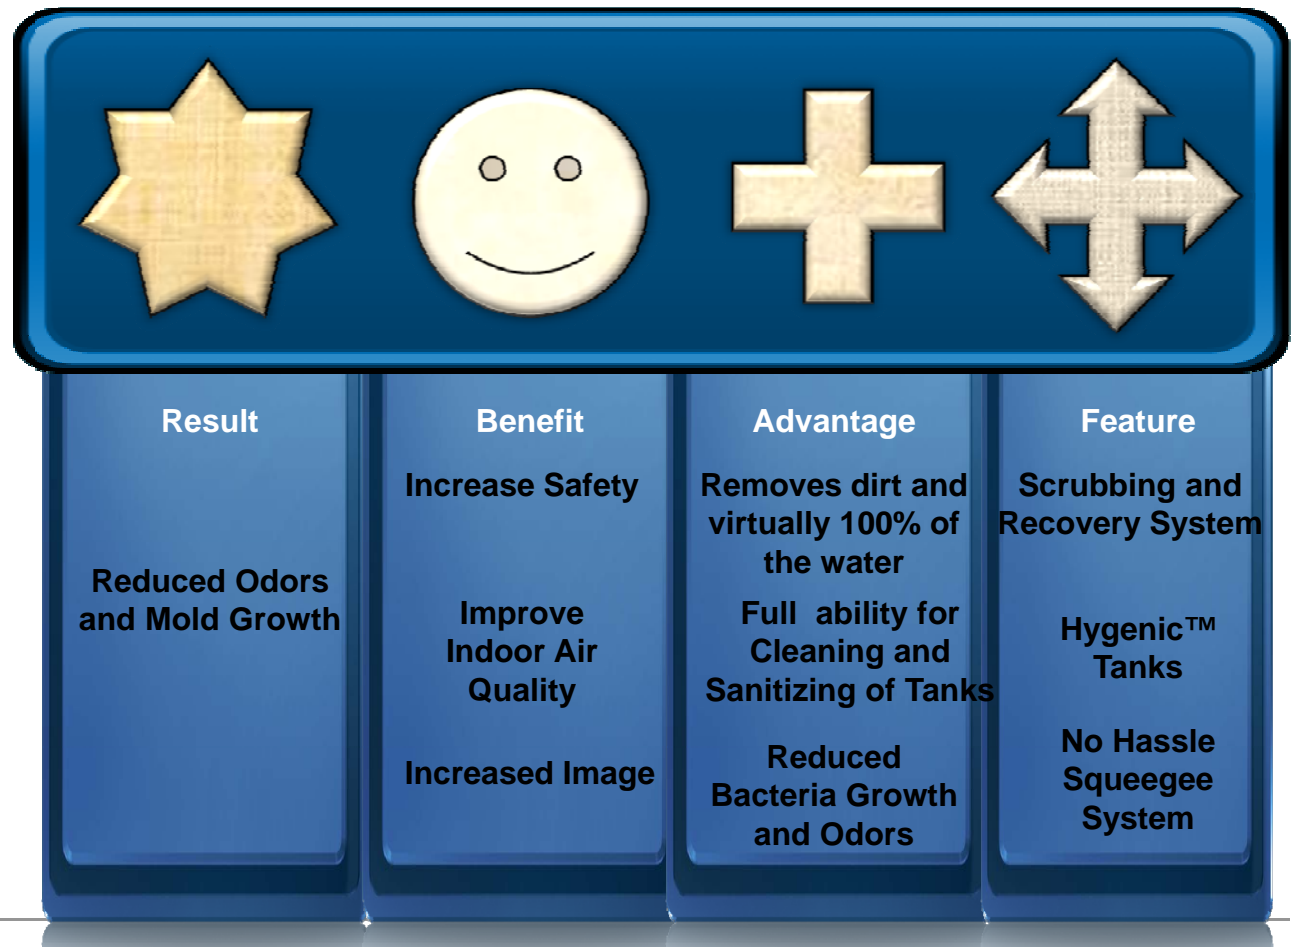 Result
Reduced Odors
and Mold Growth
Benefit
Increase Safety
Improve
Indoor Air
Quality
Increased Image
Advantage
Removes dirt and
virtually 100% of
the water
Full  ability for
Cleaning and
Sanitizing of Tanks
Reduced
Bacteria Growth
and Odors
Feature
Scrubbing and
Recovery System
Hygenic™
Tanks
No Hassle
Squeegee
System